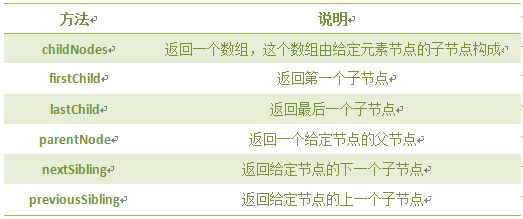 方法 说明
childNodes 返回一个数组，这个数组由给定元素节点的子节点构成
firstChild 返回第一个子节点
lastChild 返回最后一个子节点
parentNode 返回一个给定节点的父节点
nextSibling 返回给定节点的下一个子节点
previousSibling 返回给定节点的上一个子节点